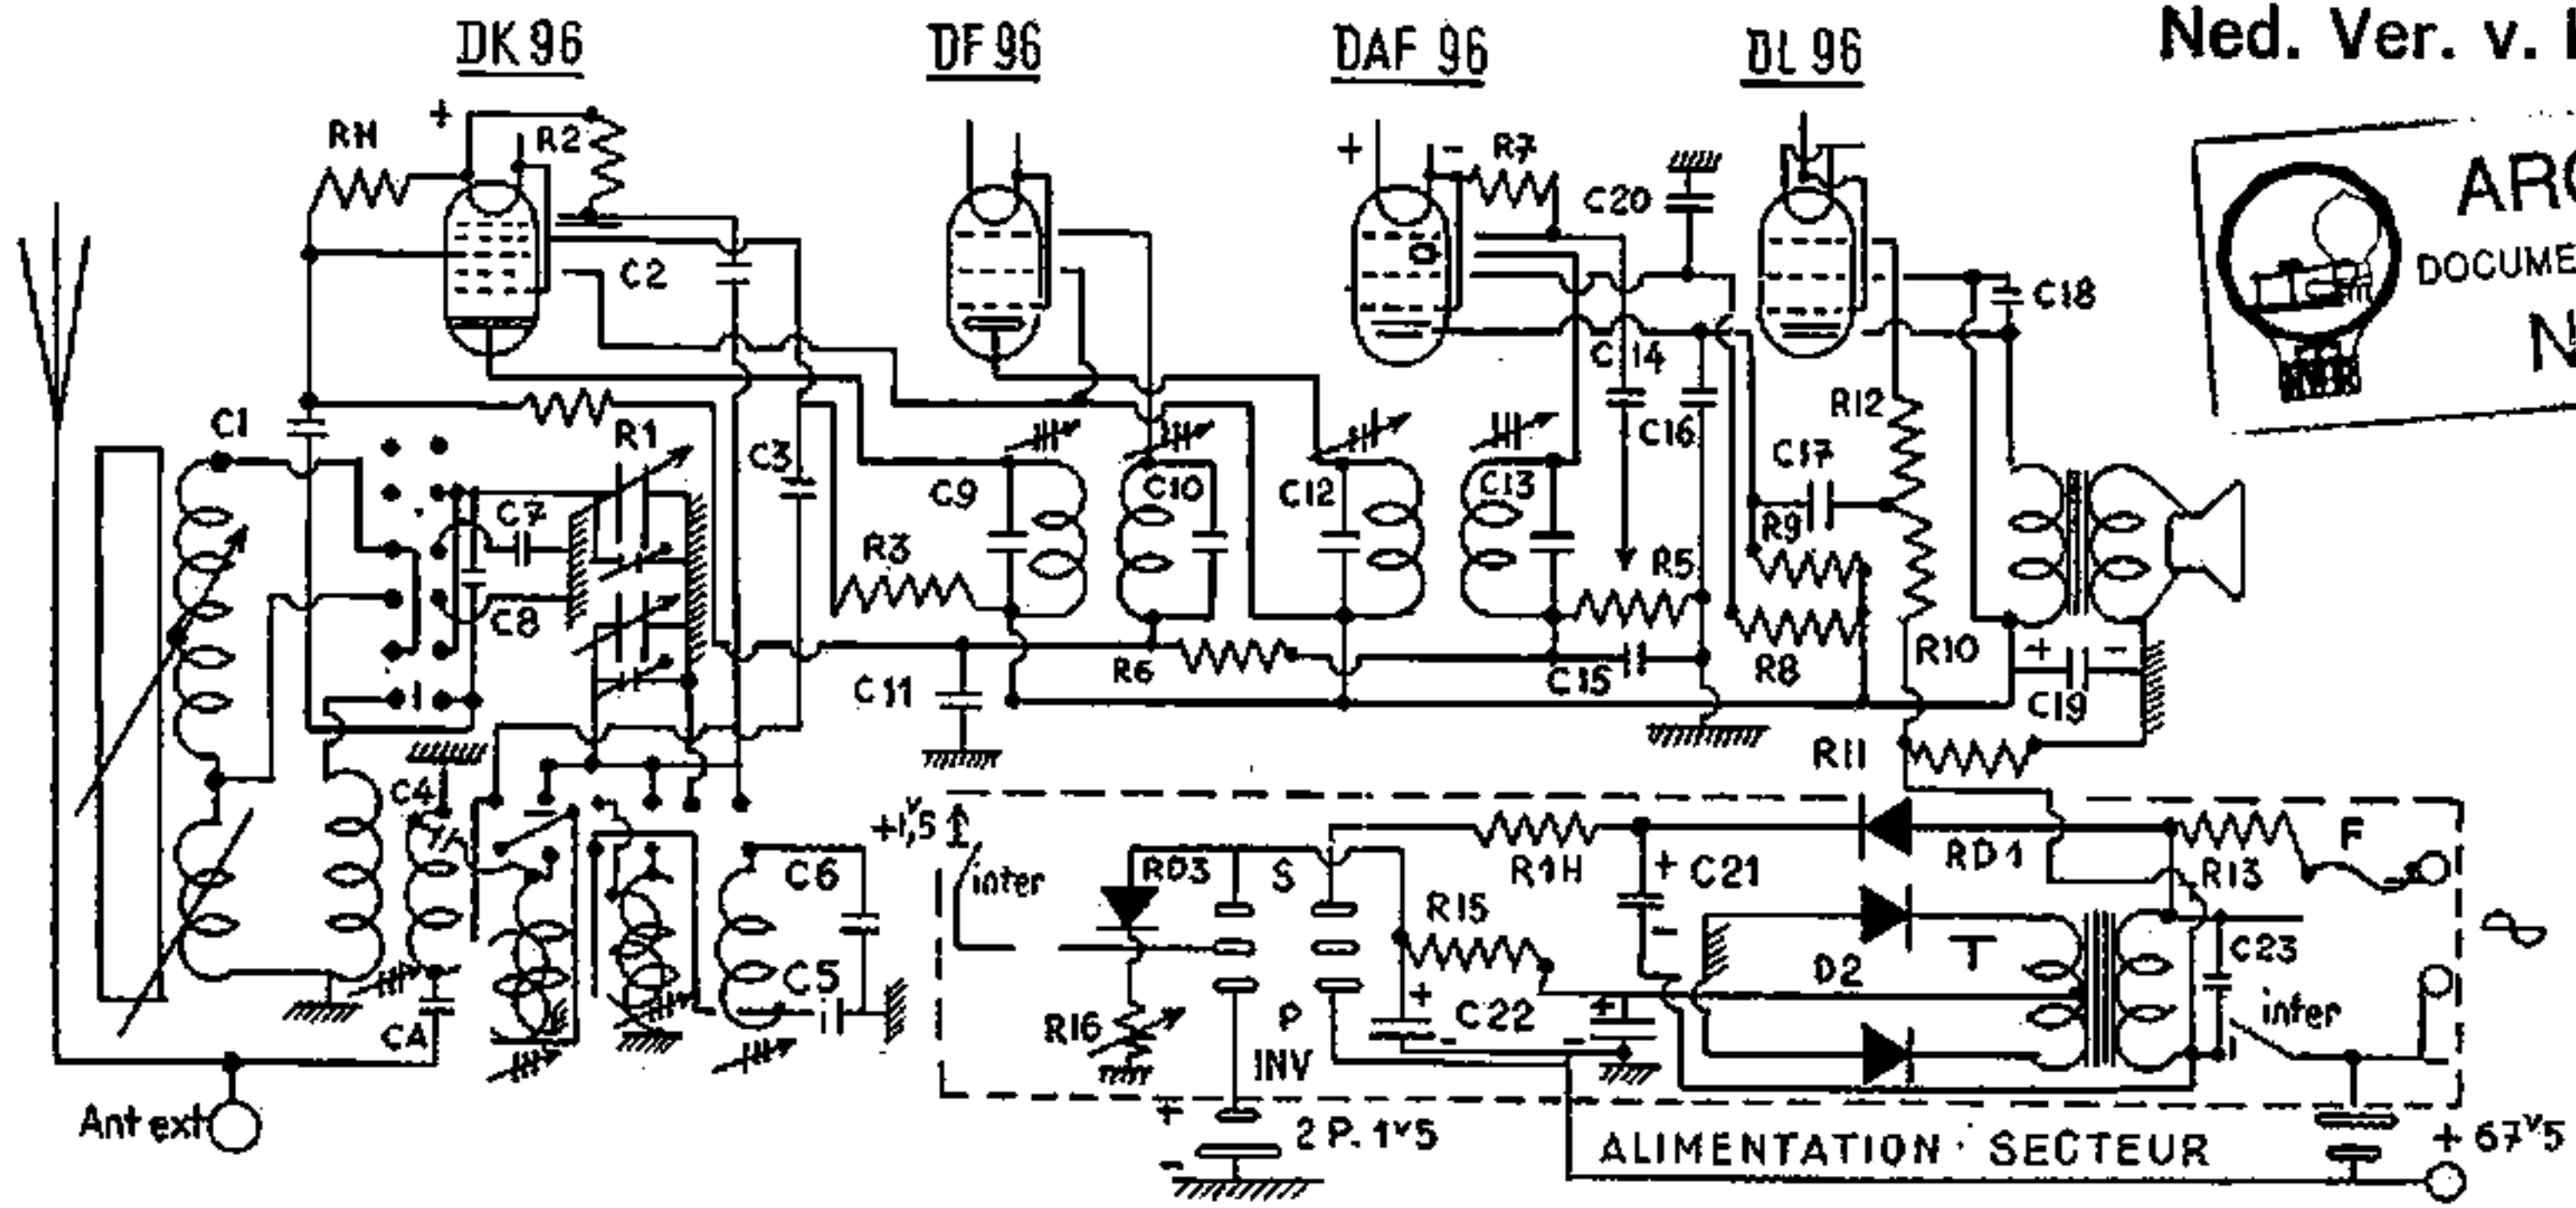 DK 96
DF 96
DAF 96
DL 96
Ned. Ver. v.
+
RH
R2
C2
+
-
R7
C20
C14
C16
C18
DOCUME
C1
R1
C3
C7
C8
C9
C10
C12
C13
R3
R5
R6
C11
C15
R12
C17
R9
R8
R10
+ -
C19
R11
C4
CA
C5
C6
Ant ext
+1,v5
inter
RD3
S
R1H
+ C21
-
RD1
R13
F
R15
R16
P
INV
+
C22
-
+
-
D2
T
C23
inter
+
-
2 P. 1v5
ALIMENTATION SECTEUR
+ 67v5